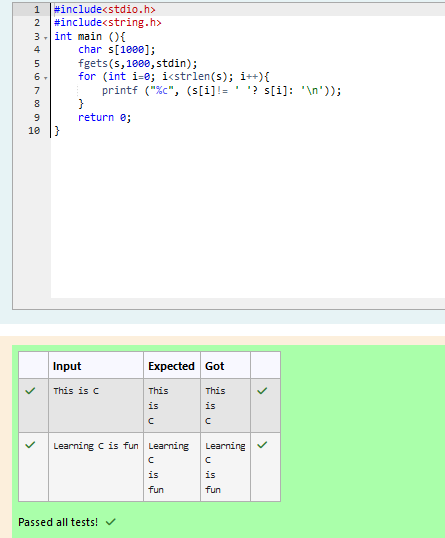 1 #include<stdio.h>
2 #include<string.h>
3 int main (){
4     char s[1000];
5     fgets(s,1000,stdin);
6     for (int i=0; i<strlen(s); i++){
7         printf ("%c", (s[i]!= ' '? s[i]: '\n'));
8     }
9     return 0;
10 }
Input Expected Got
This is C This This
is is
C C
Learning C is fun Learning Learning
C C
is is
fun fun
Passed all tests!